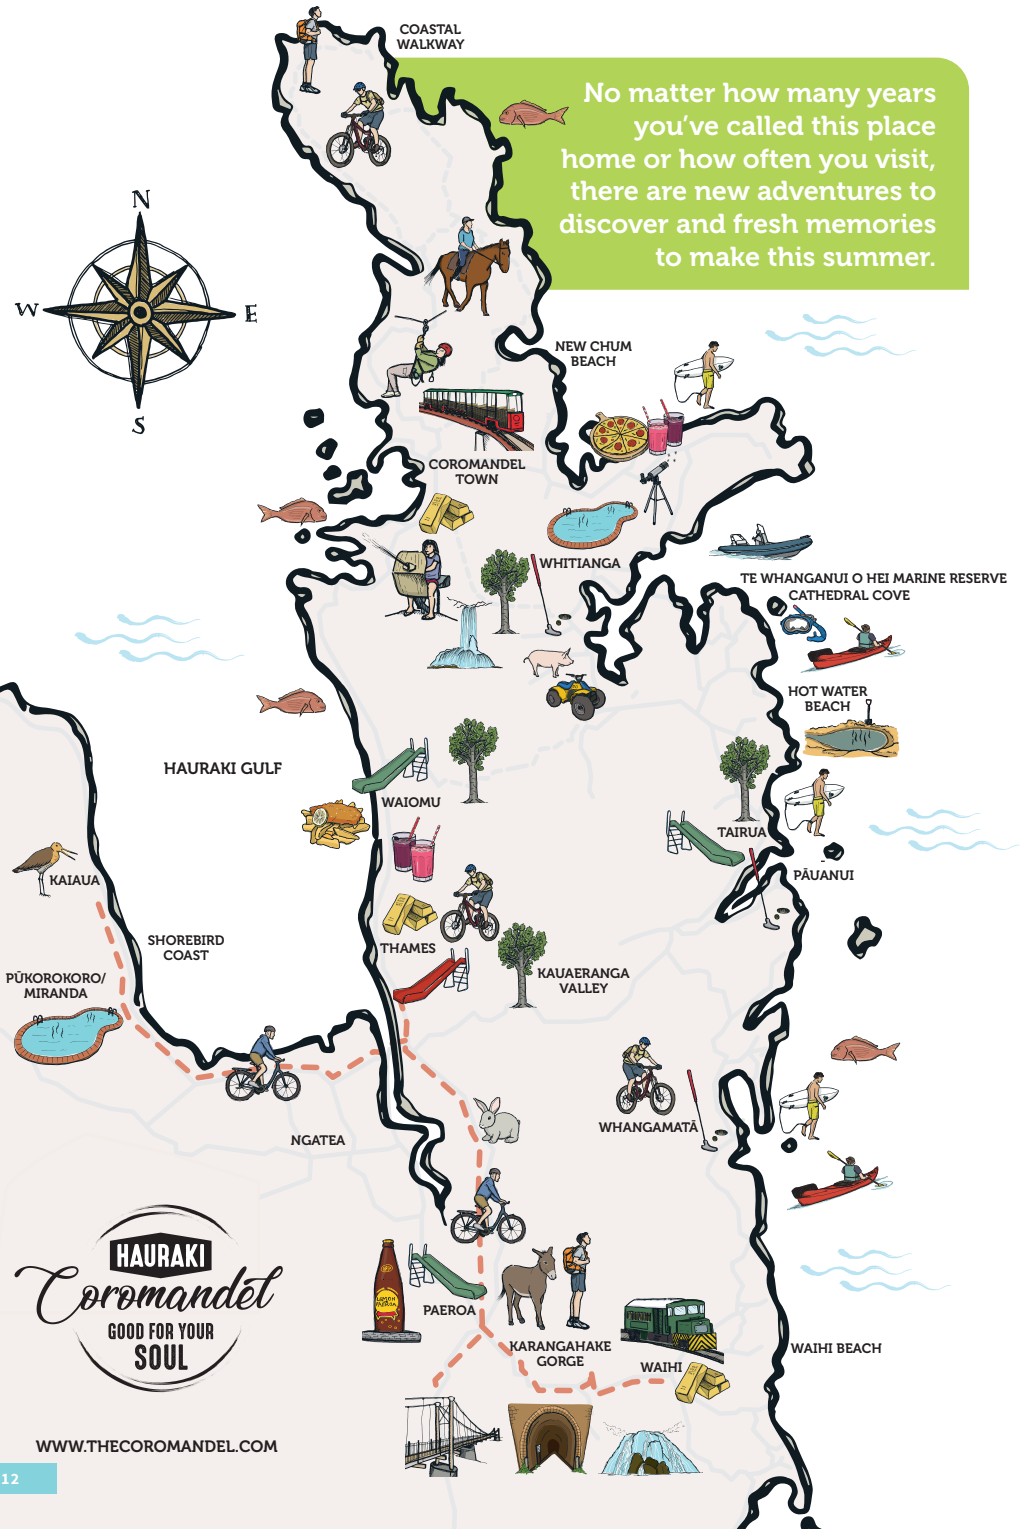 COASTAL
WALKWAY
No matter how many years
you've called this place
home or how often you visit,
there are new adventures to
discover and fresh memories
to make this summer.
N
W
E
S
NEW CHUM
BEACH
COROMANDEL
TOWN
WHITIANGA
TE WHANGANUI O HEI MARINE RESERVE
CATHEDRAL COVE
HOT WATER
BEACH
HAURAKI GULF
WAIOMU
TAIRUA
PĀUANUI
KAIAUA
SHOREBIRD
COAST
THAMES
KAUAERANGA
VALLEY
PŪKOROKORO/
MIRANDA
NGATEA
WHANGAMATĀ
HAURAKI
Coromandel
GOOD FOR YOUR
SOUL
LEMON
PAEROA
PAEROA
KARANGAHAKE
GORGE
WAIHI
WAIHI BEACH
WWW.THECOROMANDEL.COM
12